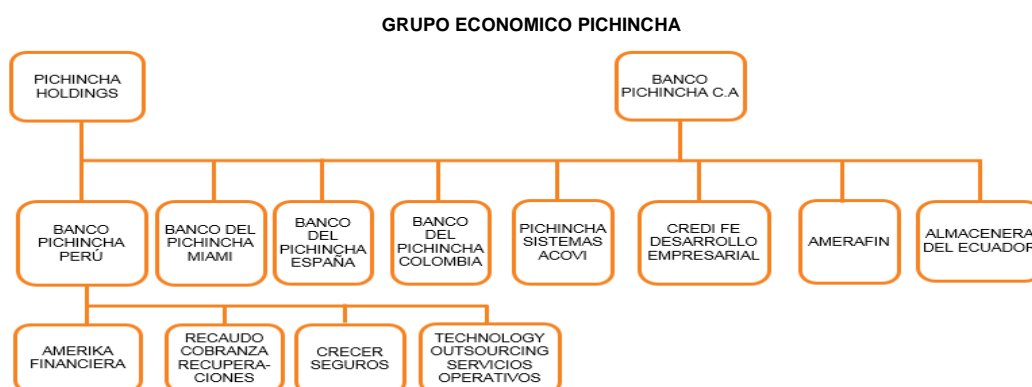 GRUPO ECONOMICO PICHINCHA
PICHINCHA
HOLDINGS
BANCO
PICHINCHA C.A
BANCO
PICHINCHA
PERÚ
BANCO DEL
PICHINCHA
MIAMI
BANCO
DEL
PICHINCHA
ESPAÑA
BANCO
DEL
PICHINCHA
COLOMBIA
PICHINCHA
SISTEMAS
ACOVI
CREDI FE
DESARROLLO
EMPRESARIAL
AMERAFIN
ALMACENERA
DEL ECUADOR
AMERIKA
FINANCIERA
RECAUDO
COBRANZA
RECUPERA-
CIONES
CRECER
SEGUROS
TECHNOLOGY
OUTSOURCING
SERVICIOS
OPERATIVOS